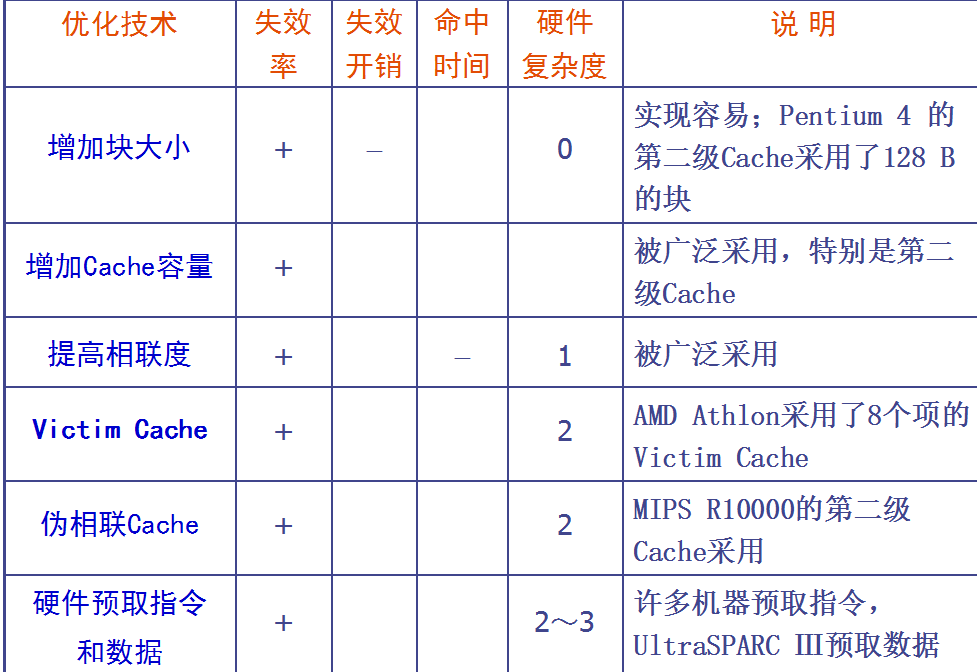 优化技术 失效率 失效开销 命中时间 硬件复杂度 说 明
增加块大小 + – 0 实现容易；Pentium 4 的
第二级Cache采用了128 B
的块
增加Cache容量 + 被广泛采用，特别是第二
级Cache
提高相联度 + – 1 被广泛采用
Victim Cache + 2 AMD Athlon采用了8个项的
Victim Cache
伪相联Cache + 2 MIPS R10000的第二级
Cache采用
硬件预取指令
和数据 + 2～3 许多机器预取指令，
UltraSPARC Ⅲ预取数据